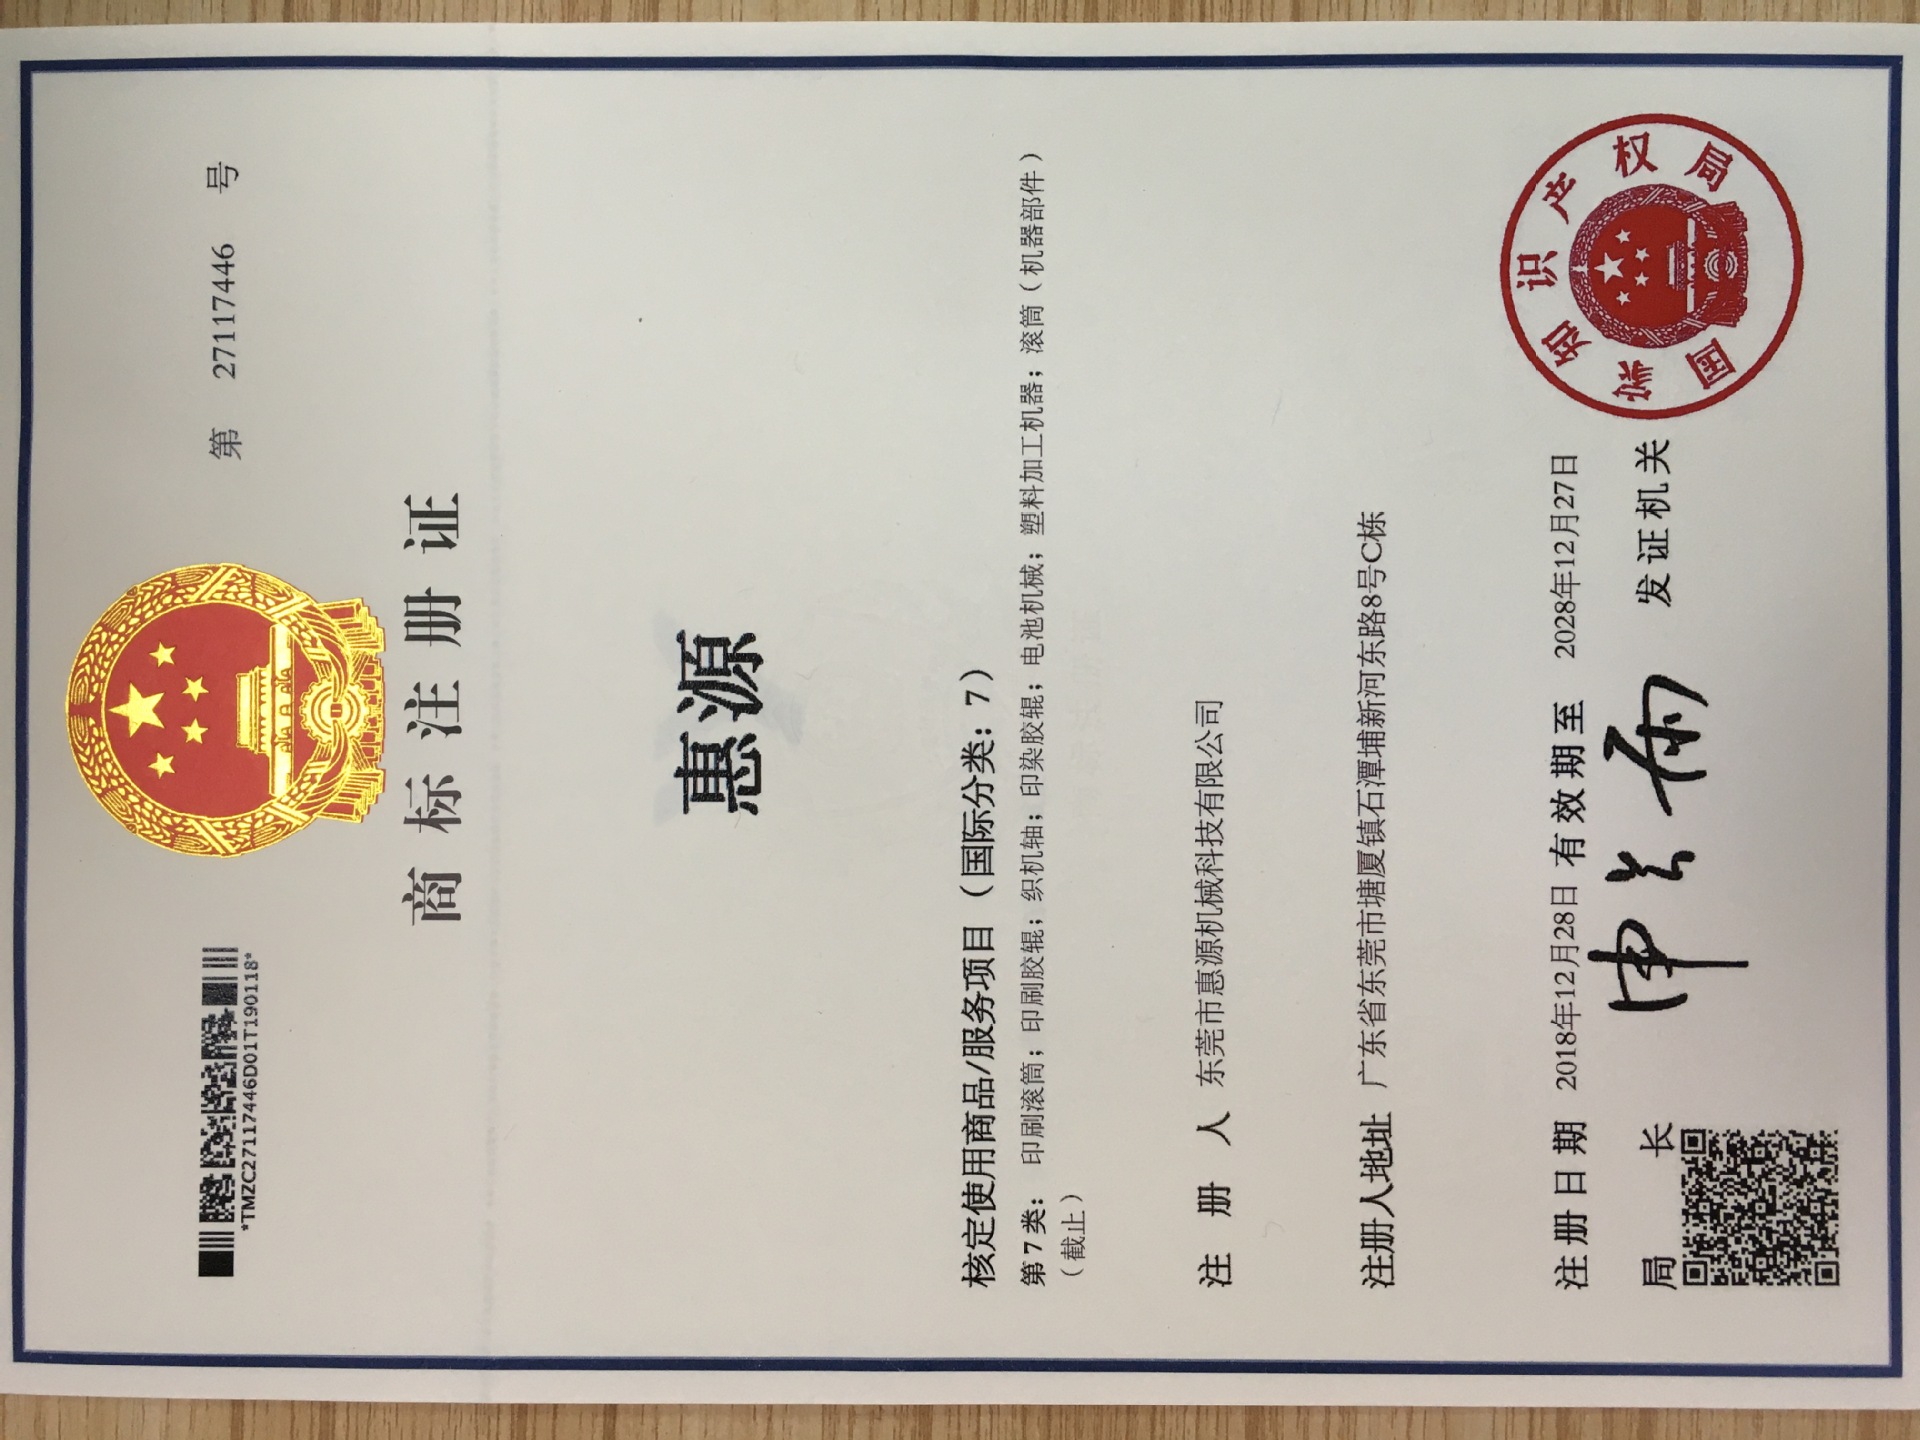 *TMZC27117446D01T190118*
第 27117446 号
商标注册证
惠源
核定使用商品/服务项目（国际分类：7）
第7类：印刷滚筒；印刷胶辊；织机轴；印染胶辊；电池机械；塑料加工机器；滚筒（机器部件）
（截止）
注册人 东莞市惠源机械科技有限公司
注册人地址 广东省东莞市塘厦镇石潭埔新河东路8号C栋
注册日期 2018年12月28日 有效期至 2028年12月27日
局长 申长雨 发证机关
国家知识产权局